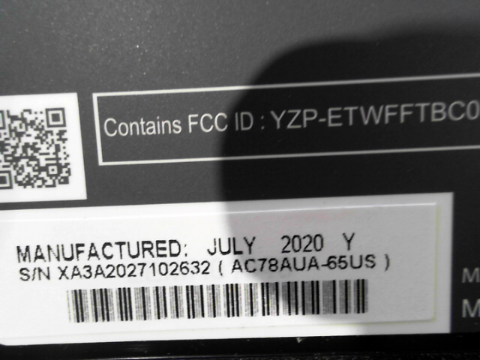 Contains FCC ID : YZP-ETWFFTBC0
MANUFACTURED: JULY 2020 Y
S/N XA3A2027102632 ( AC78AUA-65US )
M
M